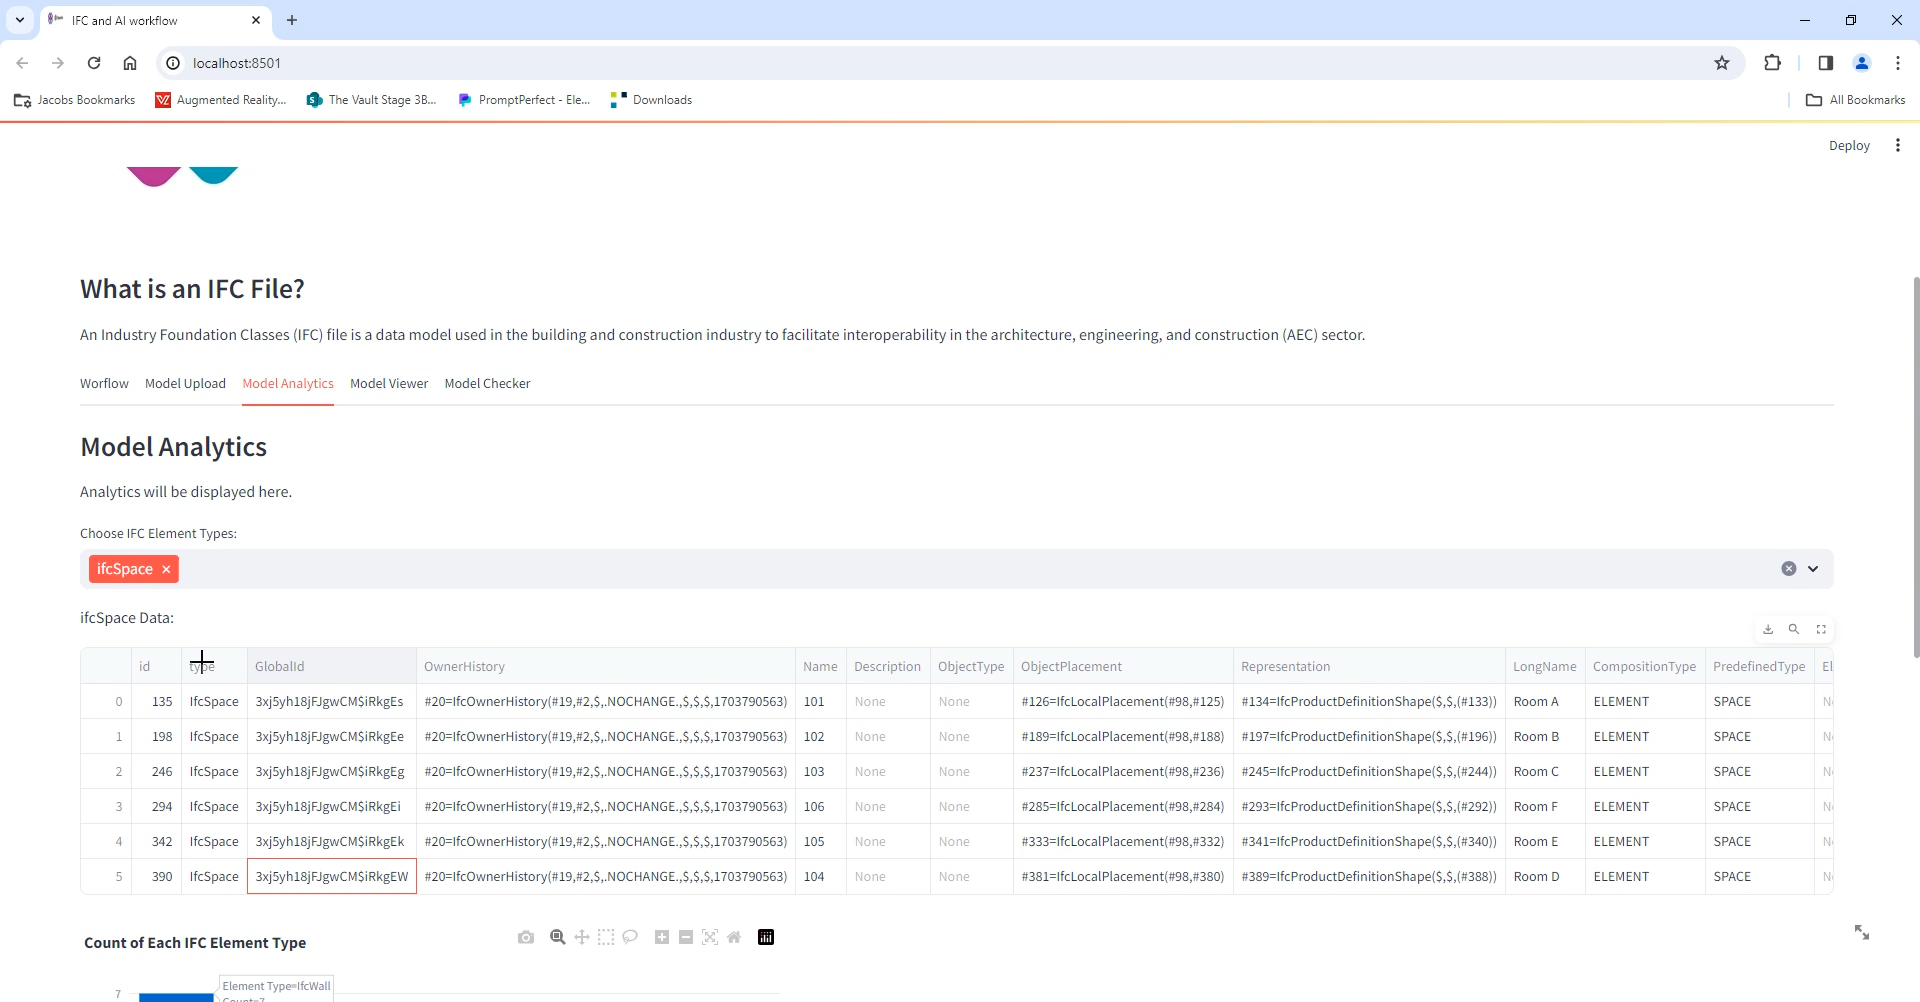 IFC and AI workflow
localhost:8501
Jacobs Bookmarks Augmented Reality... The Vault Stage 3B... PromptPerfect - Ele... Downloads All Bookmarks
Deploy
What is an IFC File?
An Industry Foundation Classes (IFC) file is a data model used in the building and construction industry to facilitate interoperability in the architecture, engineering, and construction (AEC) sector.
Worflow Model Upload Model Analytics Model Viewer Model Checker
Model Analytics
Analytics will be displayed here.
Choose IFC Element Types:
ifcSpace
ifcSpace Data:
id type GlobalId OwnerHistory Name Description ObjectType ObjectPlacement Representation LongName CompositionType PredefinedType El
0 135 IfcSpace 3xj5yh18jFJgwCM$iRkgEs #20=IfcOwnerHistory(#19,#2,$,.NOCHANGE.,$,$,$,1703790563) 101 None None #126=IfcLocalPlacement(#98,#125) #134=IfcProductDefinitionShape($,$,(#133)) Room A ELEMENT SPACE
1 198 IfcSpace 3xj5yh18jFJgwCM$iRkgEe #20=IfcOwnerHistory(#19,#2,$,.NOCHANGE.,$,$,$,1703790563) 102 None None #189=IfcLocalPlacement(#98,#188) #197=IfcProductDefinitionShape($,$,(#196)) Room B ELEMENT SPACE
2 246 IfcSpace 3xj5yh18jFJgwCM$iRkgEg #20=IfcOwnerHistory(#19,#2,$,.NOCHANGE.,$,$,$,1703790563) 103 None None #237=IfcLocalPlacement(#98,#236) #245=IfcProductDefinitionShape($,$,(#244)) Room C ELEMENT SPACE
3 294 IfcSpace 3xj5yh18jFJgwCM$iRkgEi #20=IfcOwnerHistory(#19,#2,$,.NOCHANGE.,$,$,$,1703790563) 106 None None #285=IfcLocalPlacement(#98,#284) #293=IfcProductDefinitionShape($,$,(#292)) Room F ELEMENT SPACE
4 342 IfcSpace 3xj5yh18jFJgwCM$iRkgEk #20=IfcOwnerHistory(#19,#2,$,.NOCHANGE.,$,$,$,1703790563) 105 None None #333=IfcLocalPlacement(#98,#332) #341=IfcProductDefinitionShape($,$,(#340)) Room E ELEMENT SPACE
5 390 IfcSpace 3xj5yh18jFJgwCM$iRkgEW #20=IfcOwnerHistory(#19,#2,$,.NOCHANGE.,$,$,$,1703790563) 104 None None #381=IfcLocalPlacement(#98,#380) #389=IfcProductDefinitionShape($,$,(#388)) Room D ELEMENT SPACE
Count of Each IFC Element Type
Element Type=IfcWall
7
Count=7